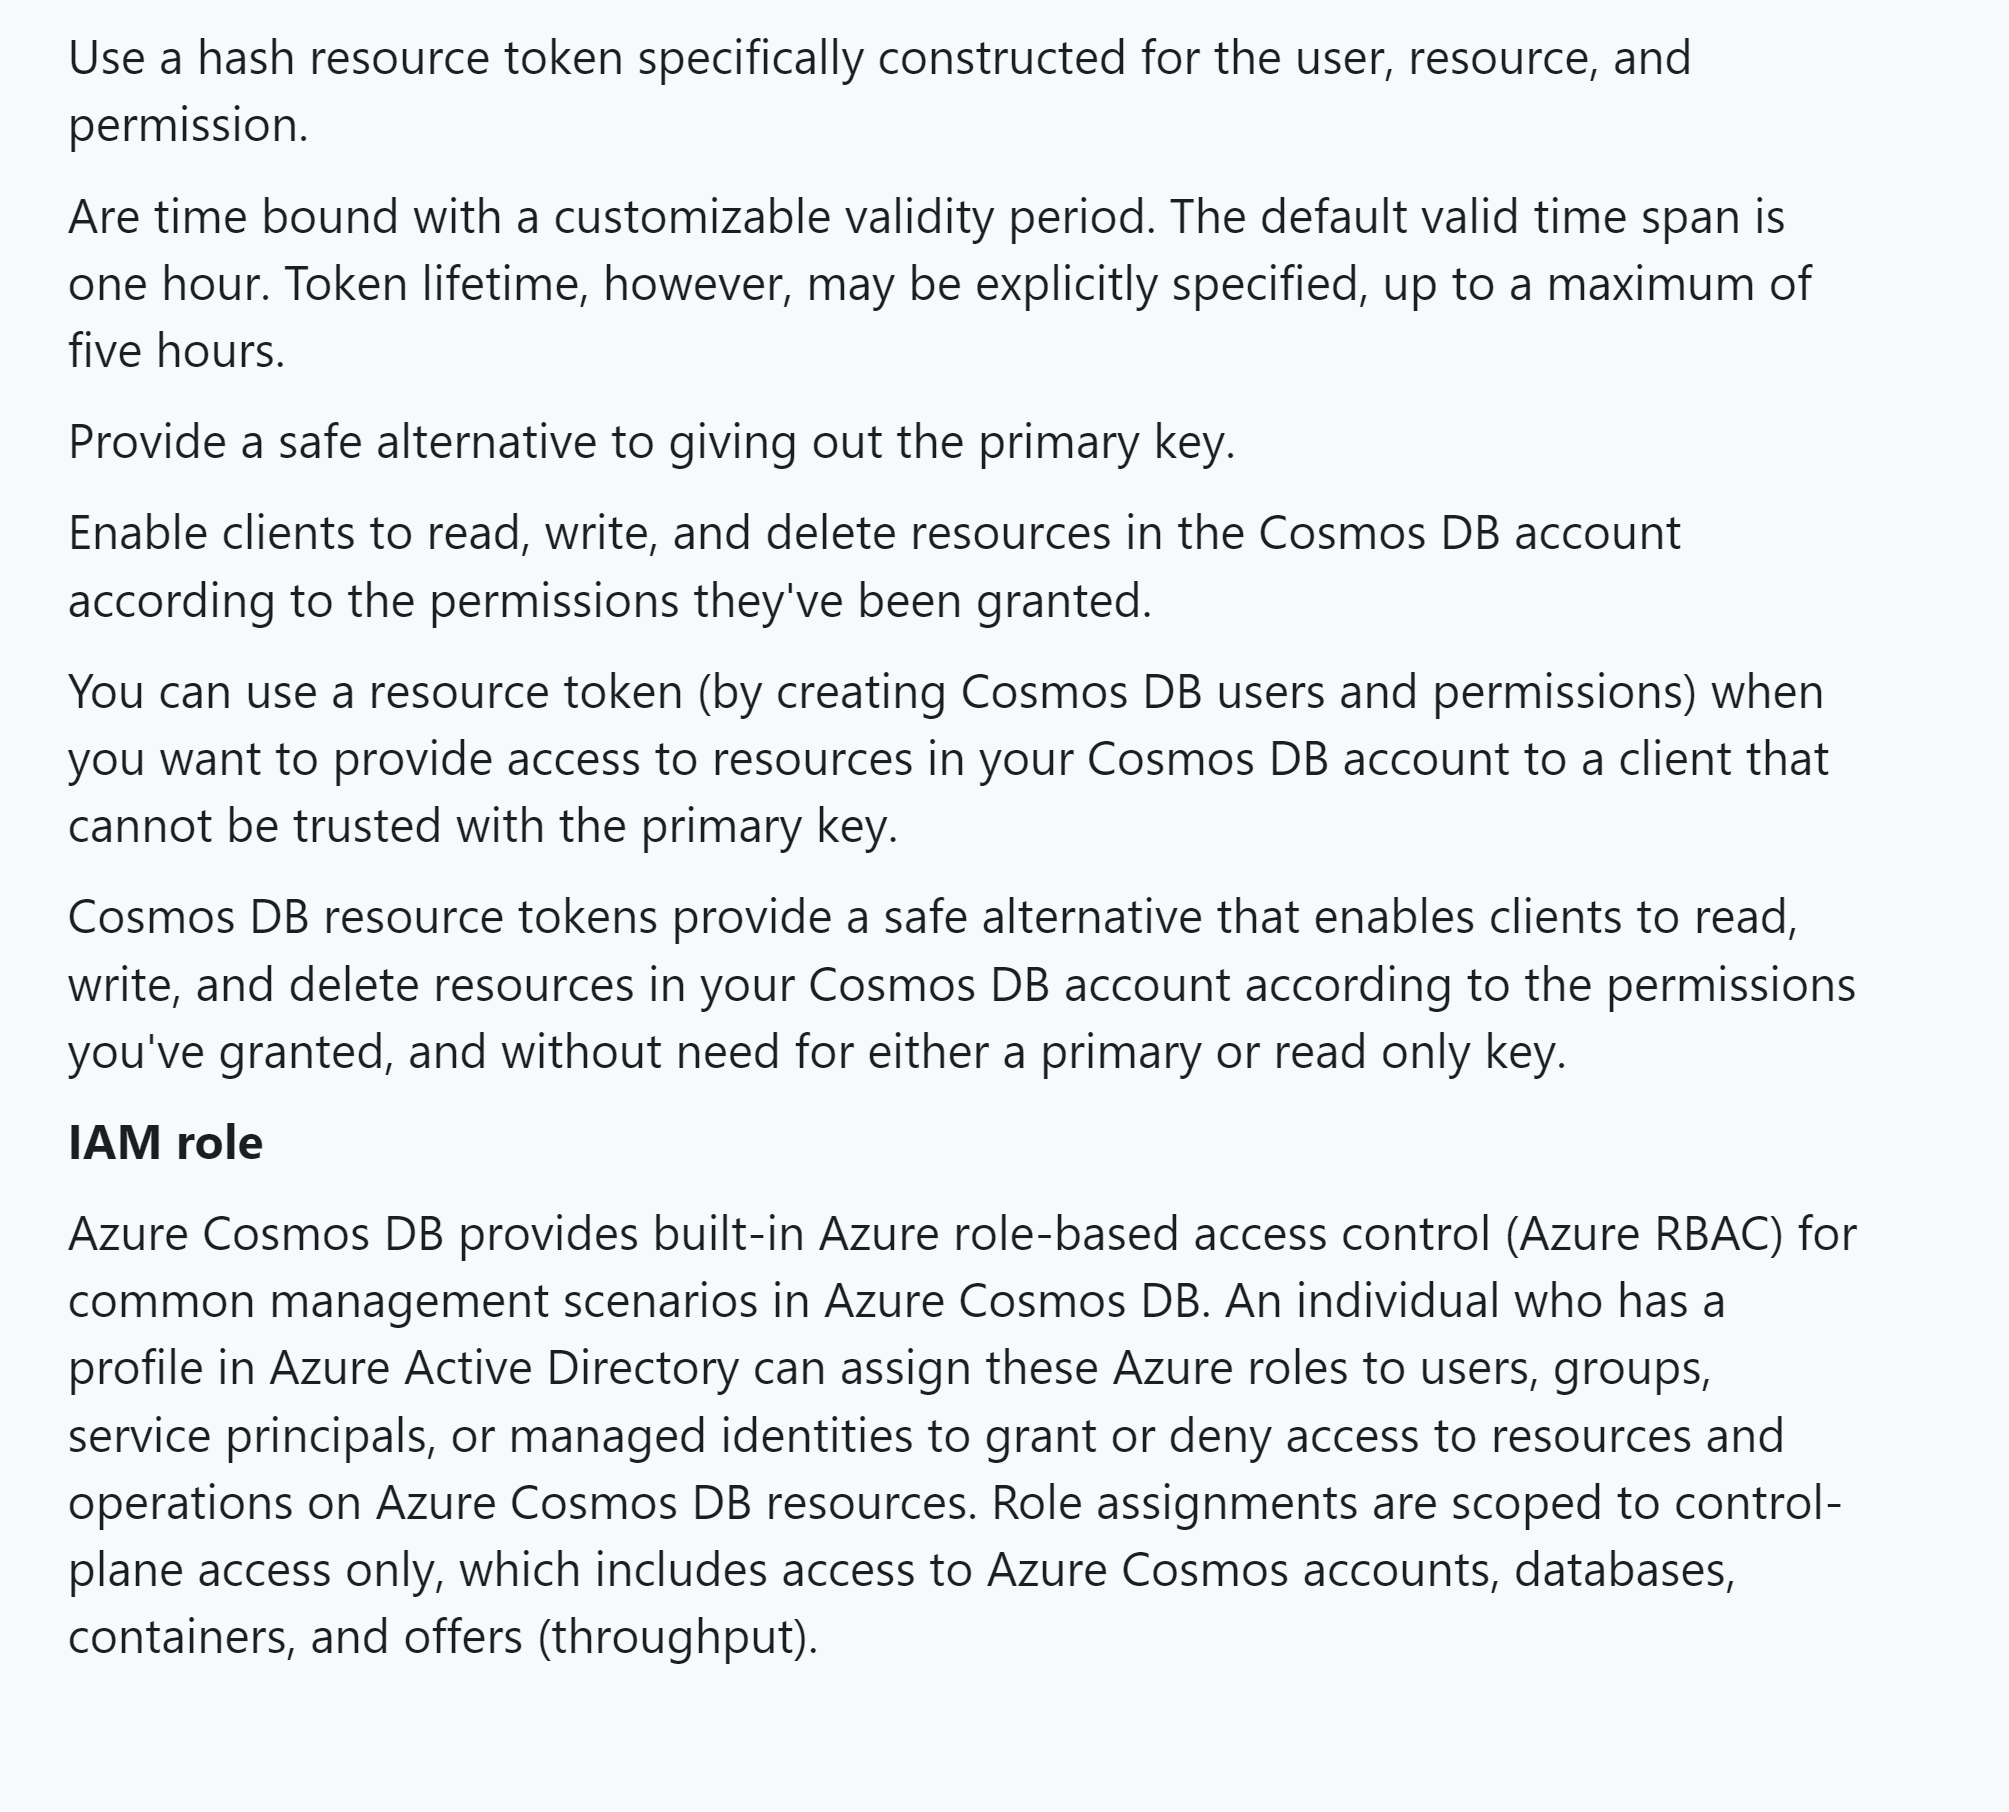 Use a hash resource token specifically constructed for the user, resource, and
permission.
Are time bound with a customizable validity period. The default valid time span is
one hour. Token lifetime, however, may be explicitly specified, up to a maximum of
five hours.
Provide a safe alternative to giving out the primary key.
Enable clients to read, write, and delete resources in the Cosmos DB account
according to the permissions they've been granted.
You can use a resource token (by creating Cosmos DB users and permissions) when
you want to provide access to resources in your Cosmos DB account to a client that
cannot be trusted with the primary key.
Cosmos DB resource tokens provide a safe alternative that enables clients to read,
write, and delete resources in your Cosmos DB account according to the permissions
you've granted, and without need for either a primary or read only key.
IAM role
Azure Cosmos DB provides built-in Azure role-based access control (Azure RBAC) for
common management scenarios in Azure Cosmos DB. An individual who has a
profile in Azure Active Directory can assign these Azure roles to users, groups,
service principals, or managed identities to grant or deny access to resources and
operations on Azure Cosmos DB resources. Role assignments are scoped to control-
plane access only, which includes access to Azure Cosmos accounts, databases,
containers, and offers (throughput).